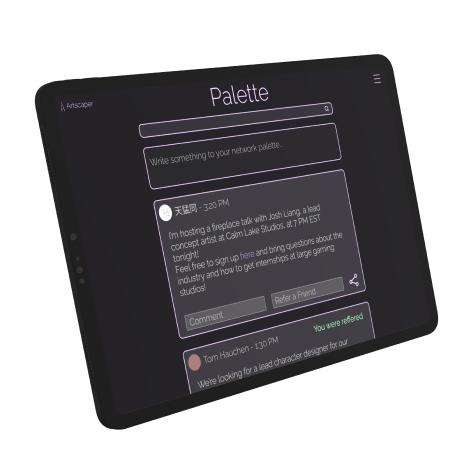 Artscaper
Palette
Write something to your network palette...
天猛同 - 3:20 PM
I'm hosting a fireplace talk with Josh Liang, a lead
concept artist at Calm Lake Studios, at 7 PM EST
tonight!
Feel free to sign up here and bring questions about the
industry and how to get internships at large gaming
studios!
Comment
Refer a Friend
You were reffered
Tom Hauchen - 1:30 PM
We're looking for a lead character designer for our